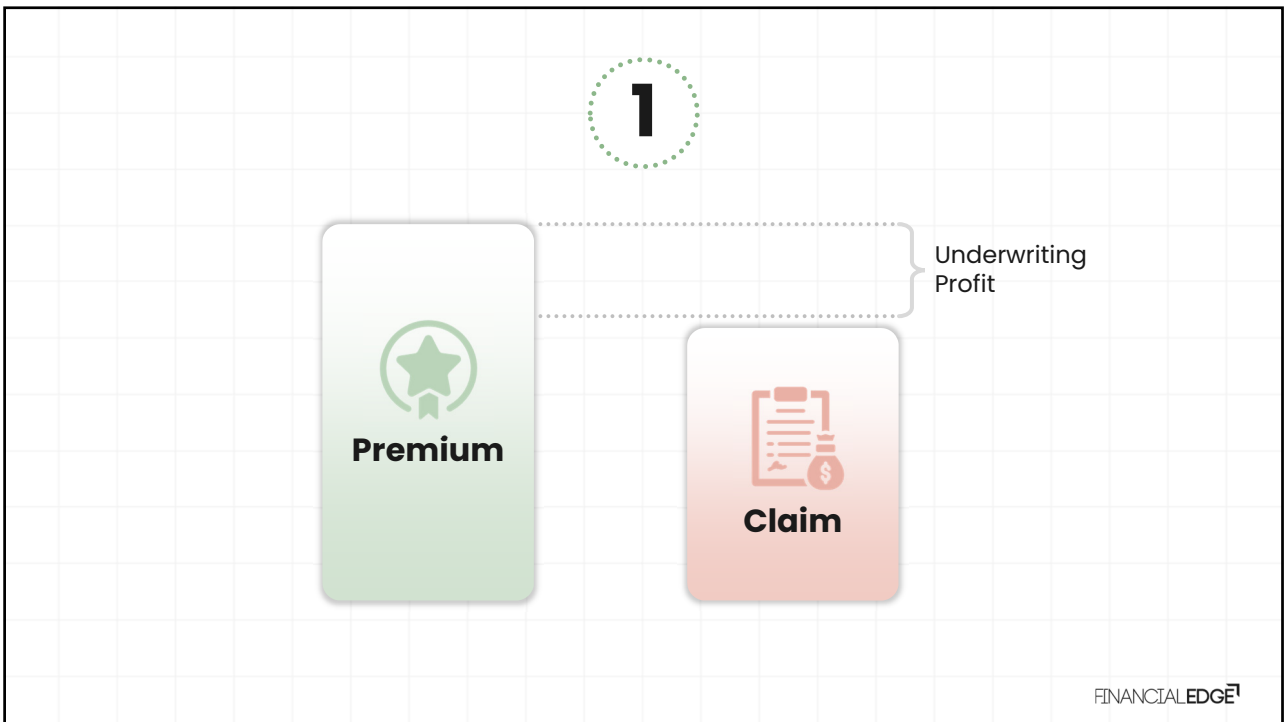 1
Underwriting
Profit
Premium
$
Claim
FINANCIALEDGE